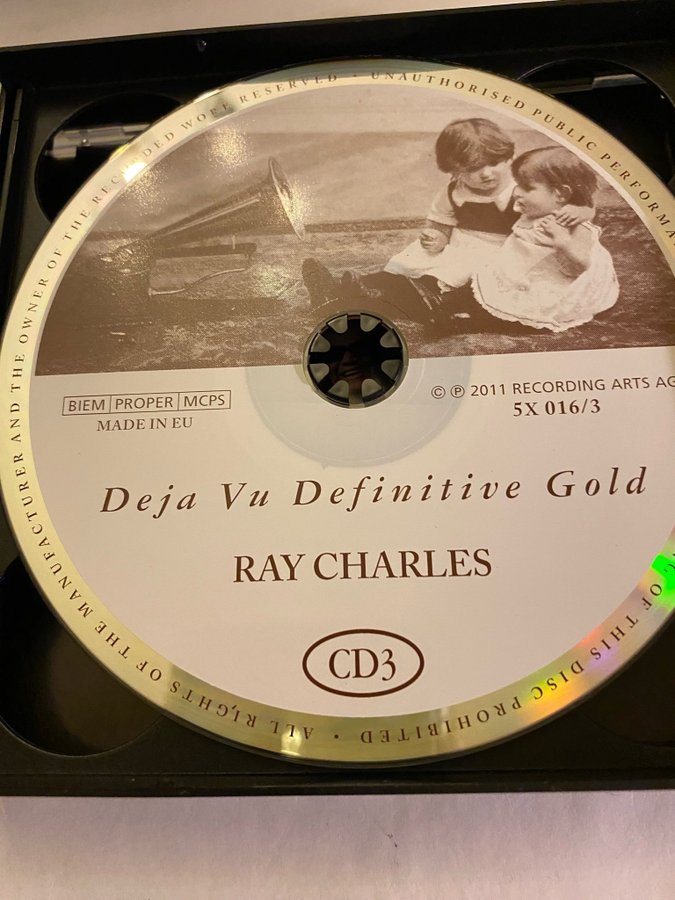 ALL RIGHTS OF THE MANUFACTURER AND THE OWNER OF THE RECORDED WORK RESERVED · UNAUTHORISED PUBLIC
OF THIS DISC PROHIBITED ·
BIEM PROPER MCPS
MADE IN EU
© ℗ 2011 RECORDING ARTS
5X 016/3
Deja Vu Definitive Gold
RAY CHARLES
CD3